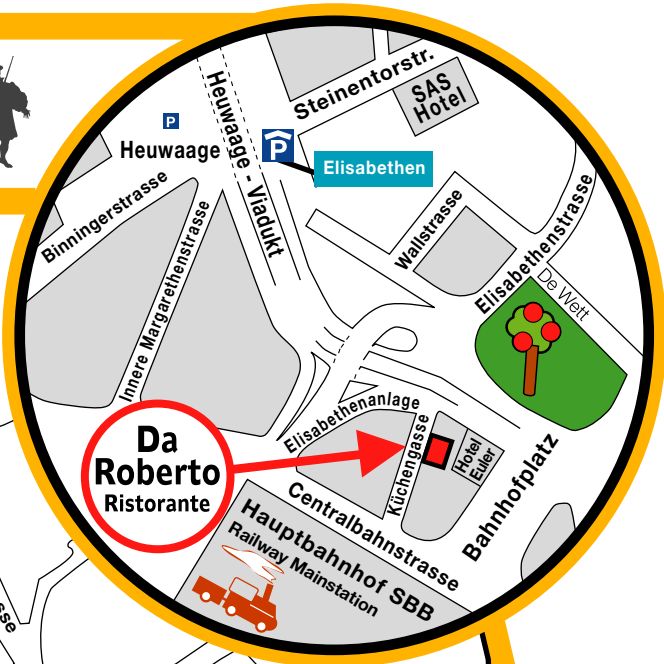 Steinentorstr.
SAS
Hotel
P
Heuwaage
P
Heuwaage - Viadukt
Elisabethen
Binningerstrasse
Innere Margarethenstrasse
Wallstrasse
Elisabethenstrasse
De Wett
Elisabethenanlage
Küchengasse
Hotel
Euler
Bahnhofplatz
Da
Roberto
Ristorante
Centralbahnstrasse
Hauptbahnhof SBB
Railway Mainstation